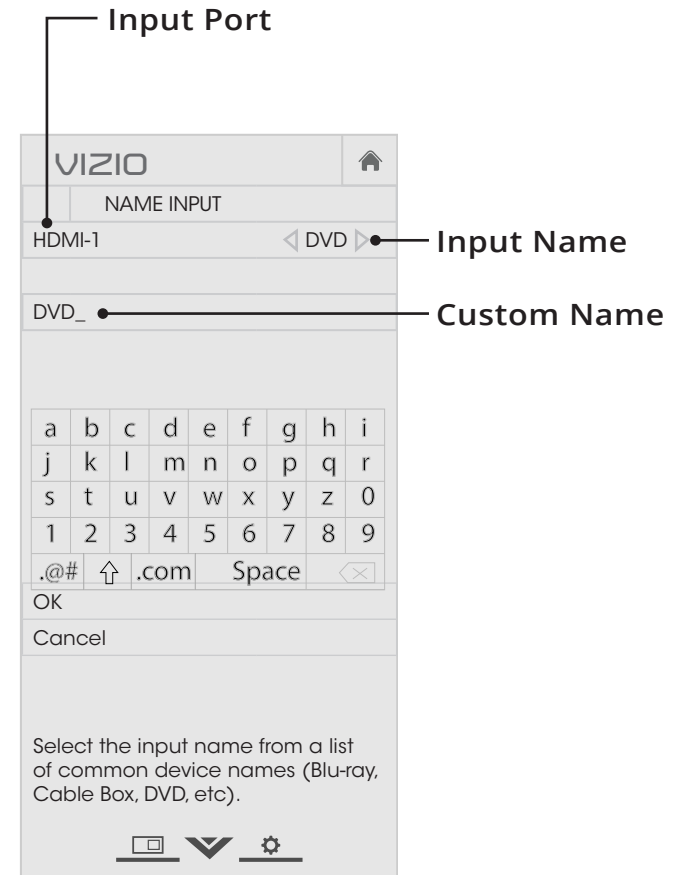 Input Port
VIZIO
NAME INPUT
HDMI-1 DVD Input Name
DVD_ Custom Name
a b c d e f g h i
j k l m n o p q r
s t u v w x y z 0
1 2 3 4 5 6 7 8 9
.@# .com Space
OK
Cancel
Select the input name from a list
of common device names (Blu-ray,
Cable Box, DVD, etc).